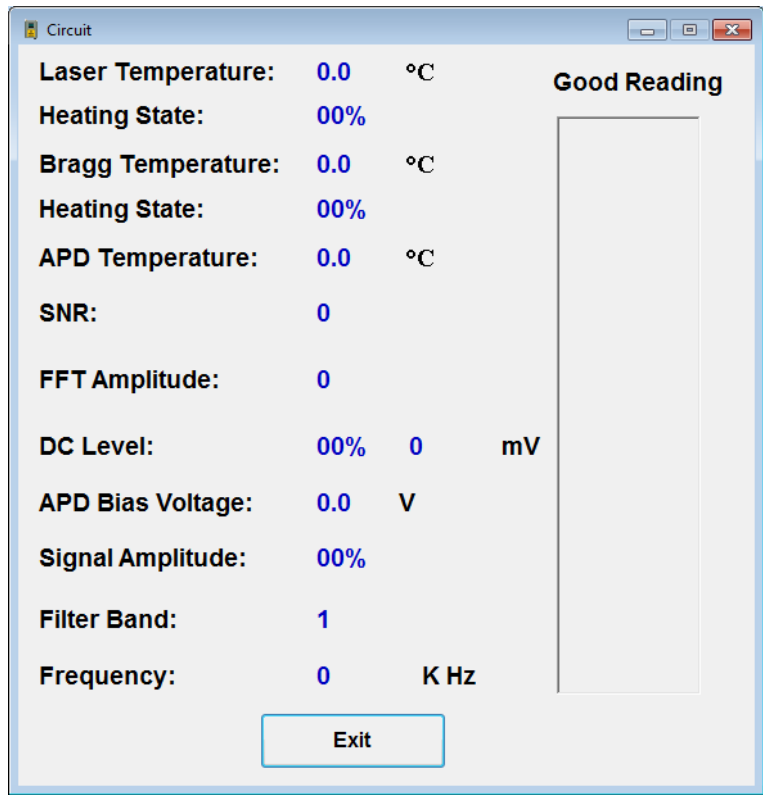 Circuit
Laser Temperature: 0.0 °C
Good Reading
Heating State: 00%
Bragg Temperature: 0.0 °C
Heating State: 00%
APD Temperature: 0.0 °C
SNR: 0
FFT Amplitude: 0
DC Level: 00% 0 mV
APD Bias Voltage: 0.0 V
Signal Amplitude: 00%
Filter Band: 1
Frequency: 0 K Hz
Exit